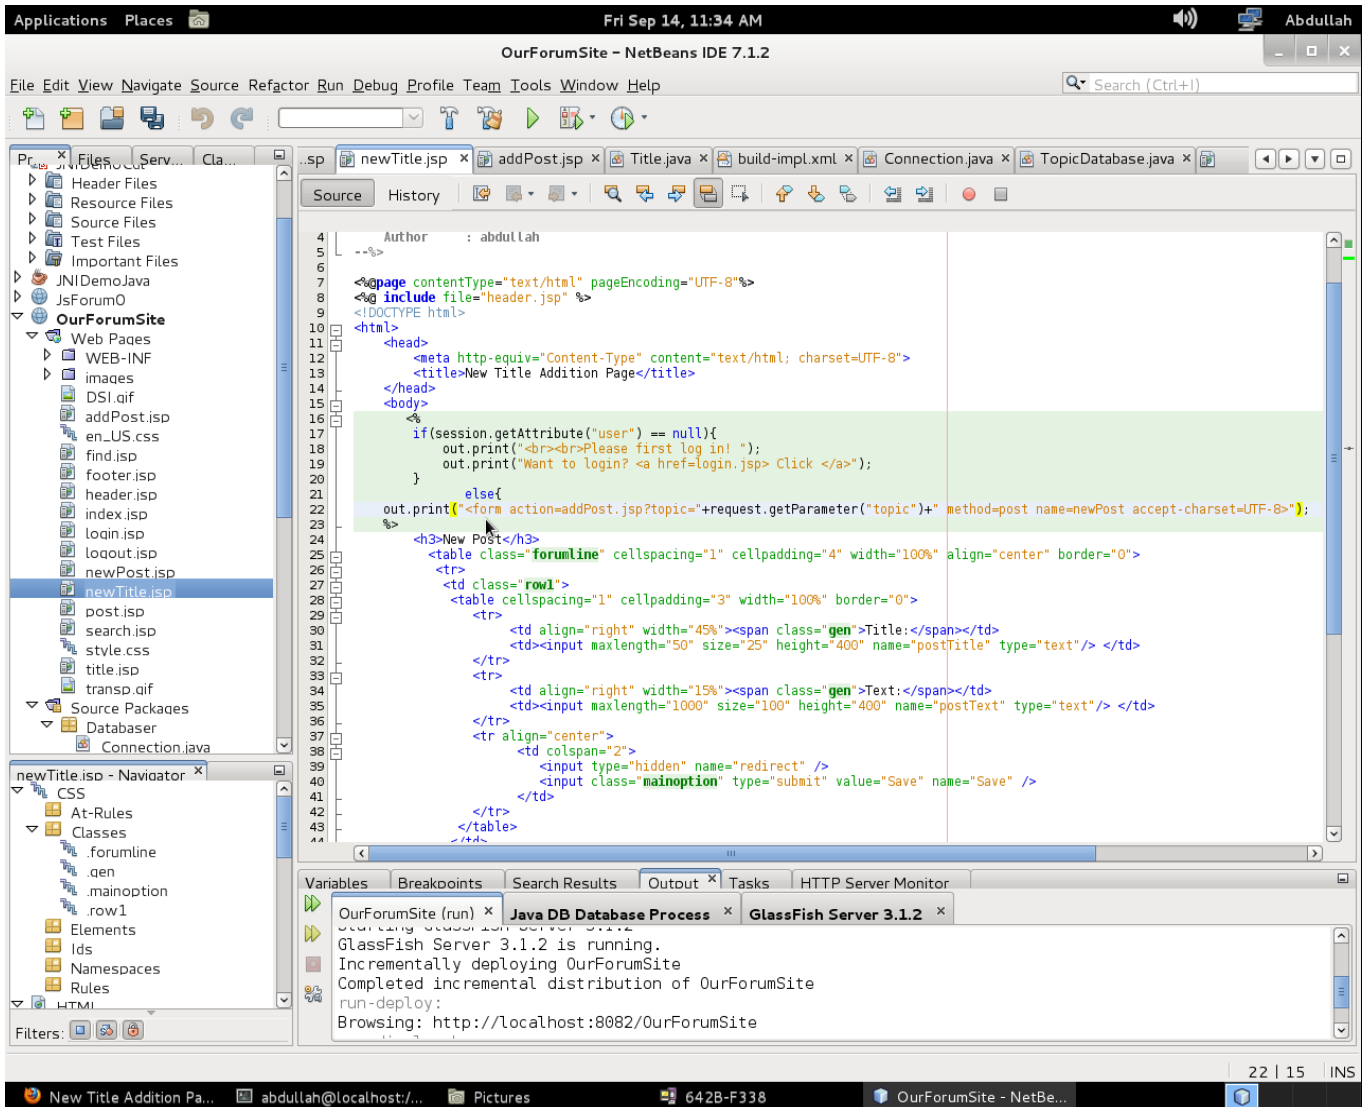 Applications Places Fri Sep 14, 11:34 AM Abdullah
OurForumSite - NetBeans IDE 7.1.2
File Edit View Navigate Source Refactor Run Debug Profile Team Tools Window Help Search (Ctrl+I)
Pr... Files Serv... Cla...
Header Files
Resource Files
Source Files
Test Files
Important Files
JNIDemoJava
JsForum0
OurForumSite
Web Pages
WEB-INF
images
DSI.gif
addPost.jsp
en_US.css
find.jsp
footer.jsp
header.jsp
index.jsp
login.jsp
logout.jsp
newPost.jsp
newTitle.jsp
post.jsp
search.jsp
style.css
title.jsp
transp.gif
Source Packages
Databaser
Connection.java
newTitle.jsp - Navigator
CSS
At-Rules
Classes
.forumline
.gen
.mainoption
.row1
Elements
Ids
Namespaces
Rules
HTML
Filters:
..sp newTitle.jsp addPost.jsp Title.java build-impl.xml Connection.java TopicDatabase.java
Source History
4 Author : abdullah
5 --%>
6
7 <%@page contentType="text/html" pageEncoding="UTF-8"%>
8 <%@ include file="header.jsp" %>
9 <!DOCTYPE html>
10 <html>
11 <head>
12 <meta http-equiv="Content-Type" content="text/html; charset=UTF-8">
13 <title>New Title Addition Page</title>
14 </head>
15 <body>
16 <%
17 if(session.getAttribute("user") == null){
18 out.print("<br><br>Please first log in! ");
19 out.print("Want to login? <a href=login.jsp> Click </a>");
20 }
21 else{
22 out.print("<form action=addPost.jsp?topic="+request.getParameter("topic")+" method=post name=newPost accept-charset=UTF-8>");
23 %>
24 <h3>New Post</h3>
25 <table class="forumline" cellspacing="1" cellpadding="4" width="100%" align="center" border="0">
26 <tr>
27 <td class="row1">
28 <table cellspacing="1" cellpadding="3" width="100%" border="0">
29 <tr>
30 <td align="right" width="45%"><span class="gen">Title:</span></td>
31 <td><input maxlength="50" size="25" height="400" name="postTitle" type="text"/> </td>
32 </tr>
33 <tr>
34 <td align="right" width="15%"><span class="gen">Text:</span></td>
35 <td><input maxlength="1000" size="100" height="400" name="postText" type="text"/> </td>
36 </tr>
37 <tr align="center">
38 <td colspan="2">
39 <input type="hidden" name="redirect" />
40 <input class="mainoption" type="submit" value="Save" name="Save" />
41 </td>
42 </tr>
43 </table>
44 </td>
Variables Breakpoints Search Results Output Tasks HTTP Server Monitor
OurForumSite (run) Java DB Database Process GlassFish Server 3.1.2
Starting GlassFish Server 3.1.2
GlassFish Server 3.1.2 is running.
Incrementally deploying OurForumSite
Completed incremental distribution of OurForumSite
run-deploy:
Browsing: http://localhost:8082/OurForumSite
22 | 15 INS
New Title Addition Pa... abdullah@localhost:/... Pictures 642B-F338 OurForumSite - NetBe...